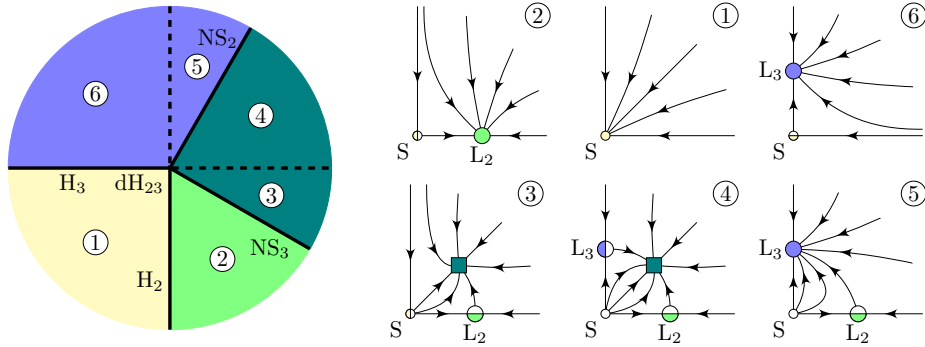 NS₂
⑤
⑥
④
H₃ dH₂₃
③
①
NS₃
②
H₂
②
S
L₂
①
S
⑥
L₃
S
③
S
L₂
④
L₃
S
L₂
⑤
L₃
S
L₂